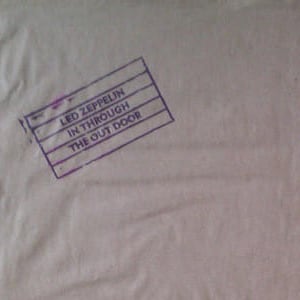 LED ZEPPELIN
IN THROUGH
THE OUT DOOR